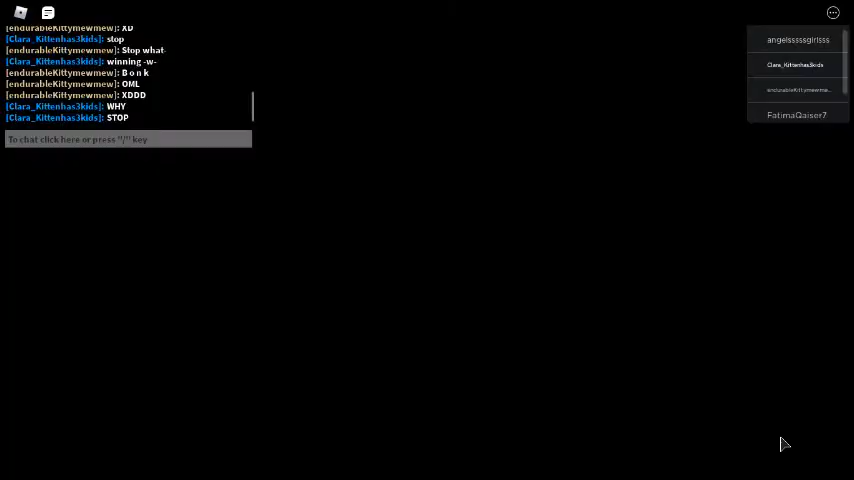 [endurableKittymewmew]: XD
[Clara_Kittenhas3kids]: stop
[endurableKittymewmew]: Stop what-
[Clara_Kittenhas3kids]: winning -w-
[endurableKittymewmew]: B o n k
[endurableKittymewmew]: OML
[endurableKittymewmew]: XDDD
[Clara_Kittenhas3kids]: WHY
[Clara_Kittenhas3kids]: STOP
To chat click here or press "/" key
angelsssssgirlsss
Clara_Kittenhas3kids
endurableKittymewme...
FatimaQaiser7